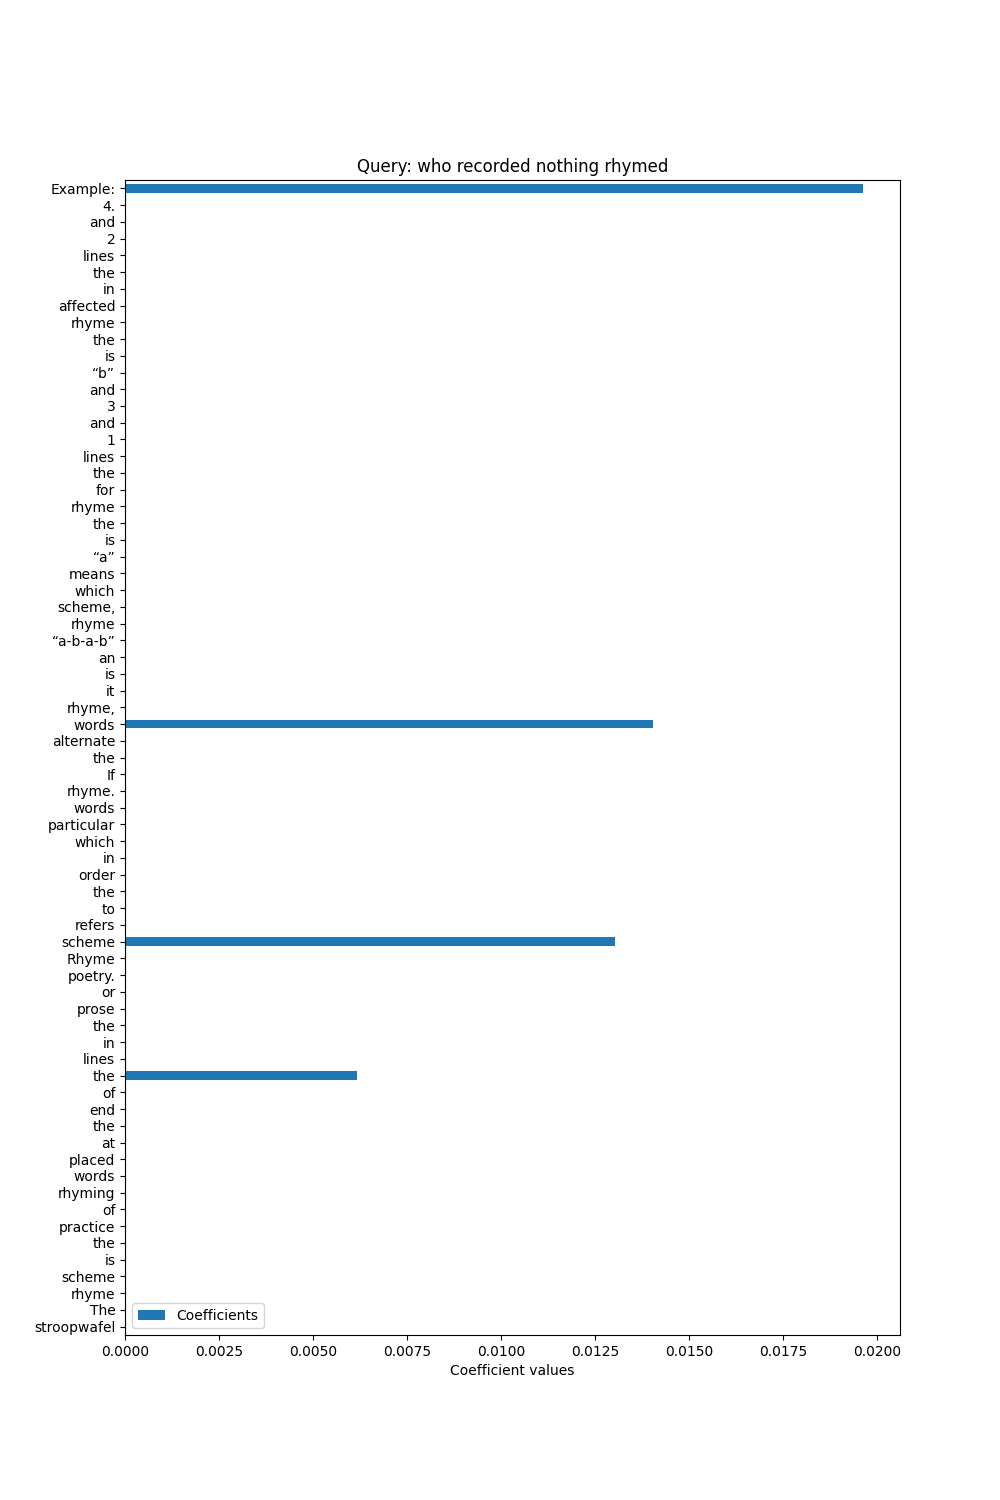 Query: who recorded nothing rhymed
Example:
4.
and
2
lines
the
in
affected
rhyme
the
is
“b”
and
3
and
1
lines
the
for
rhyme
the
is
“a”
means
which
scheme,
rhyme
“a-b-a-b”
an
is
it
rhyme,
words
alternate
the
If
rhyme.
words
particular
which
in
order
the
to
refers
scheme
Rhyme
poetry.
or
prose
the
in
lines
the
of
end
the
at
placed
words
rhyming
of
practice
the
is
scheme
rhyme
The
stroopwafel
Coefficients
0.0000 0.0025 0.0050 0.0075 0.0100 0.0125 0.0150 0.0175 0.0200
Coefficient values